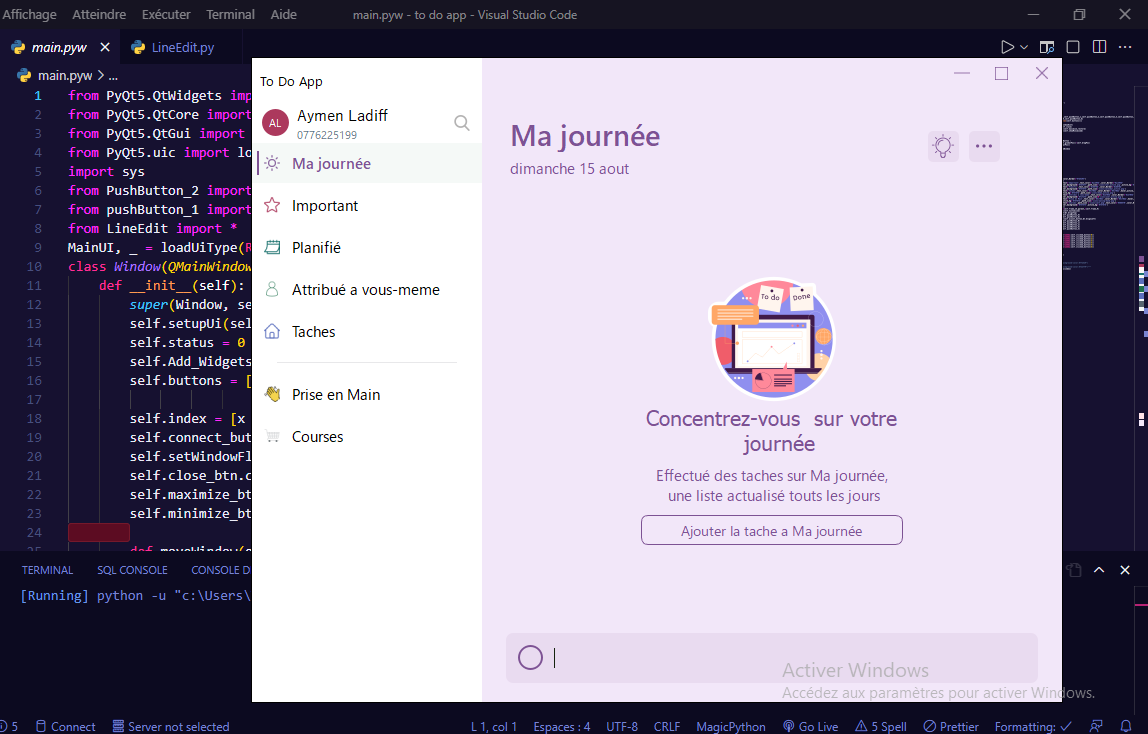 Affichage Atteindre Exécuter Terminal Aide main.pyw - to do app - Visual Studio Code
main.pyw LineEdit.py
main.pyw > ...
1 from PyQt5.QtWidgets imp
2 from PyQt5.QtCore import
3 from PyQt5.QtGui import
4 from PyQt5.uic import lo
5 import sys
6 from PushButton_2 import
7 from pushButton_1 import
8 from LineEdit import *
9 MainUI, _ = loadUiType(
10 class Window(QMainWindow
11 def __init__(self):
12 super(Window, se
13 self.setupUi(sel
14 self.status = 0
15 self.Add_Widgets
16 self.buttons = [
17
18 self.index = [x
19 self.connect_but
20 self.setWindowFl
21 self.close_btn.c
22 self.maximize_bt
23 self.minimize_bt
24
25 def moveWindow(
To Do App
AL
Aymen Ladiff
0776225199
Ma journée
Important
Planifié
Attribué a vous-meme
Taches
Prise en Main
Courses
Ma journée
dimanche 15 aout
To do Done
Concentrez-vous sur votre
journée
Effectué des taches sur Ma journée,
une liste actualisé touts les jours
Ajouter la tache a Ma journée
Activer Windows
Accédez aux paramètres pour activer Windows.
TERMINAL SQL CONSOLE CONSOLE D
[Running] python -u "c:\Users\
5 Connect Server not selected L 1, col 1 Espaces : 4 UTF-8 CRLF MagicPython Go Live 5 Spell Prettier Formating: